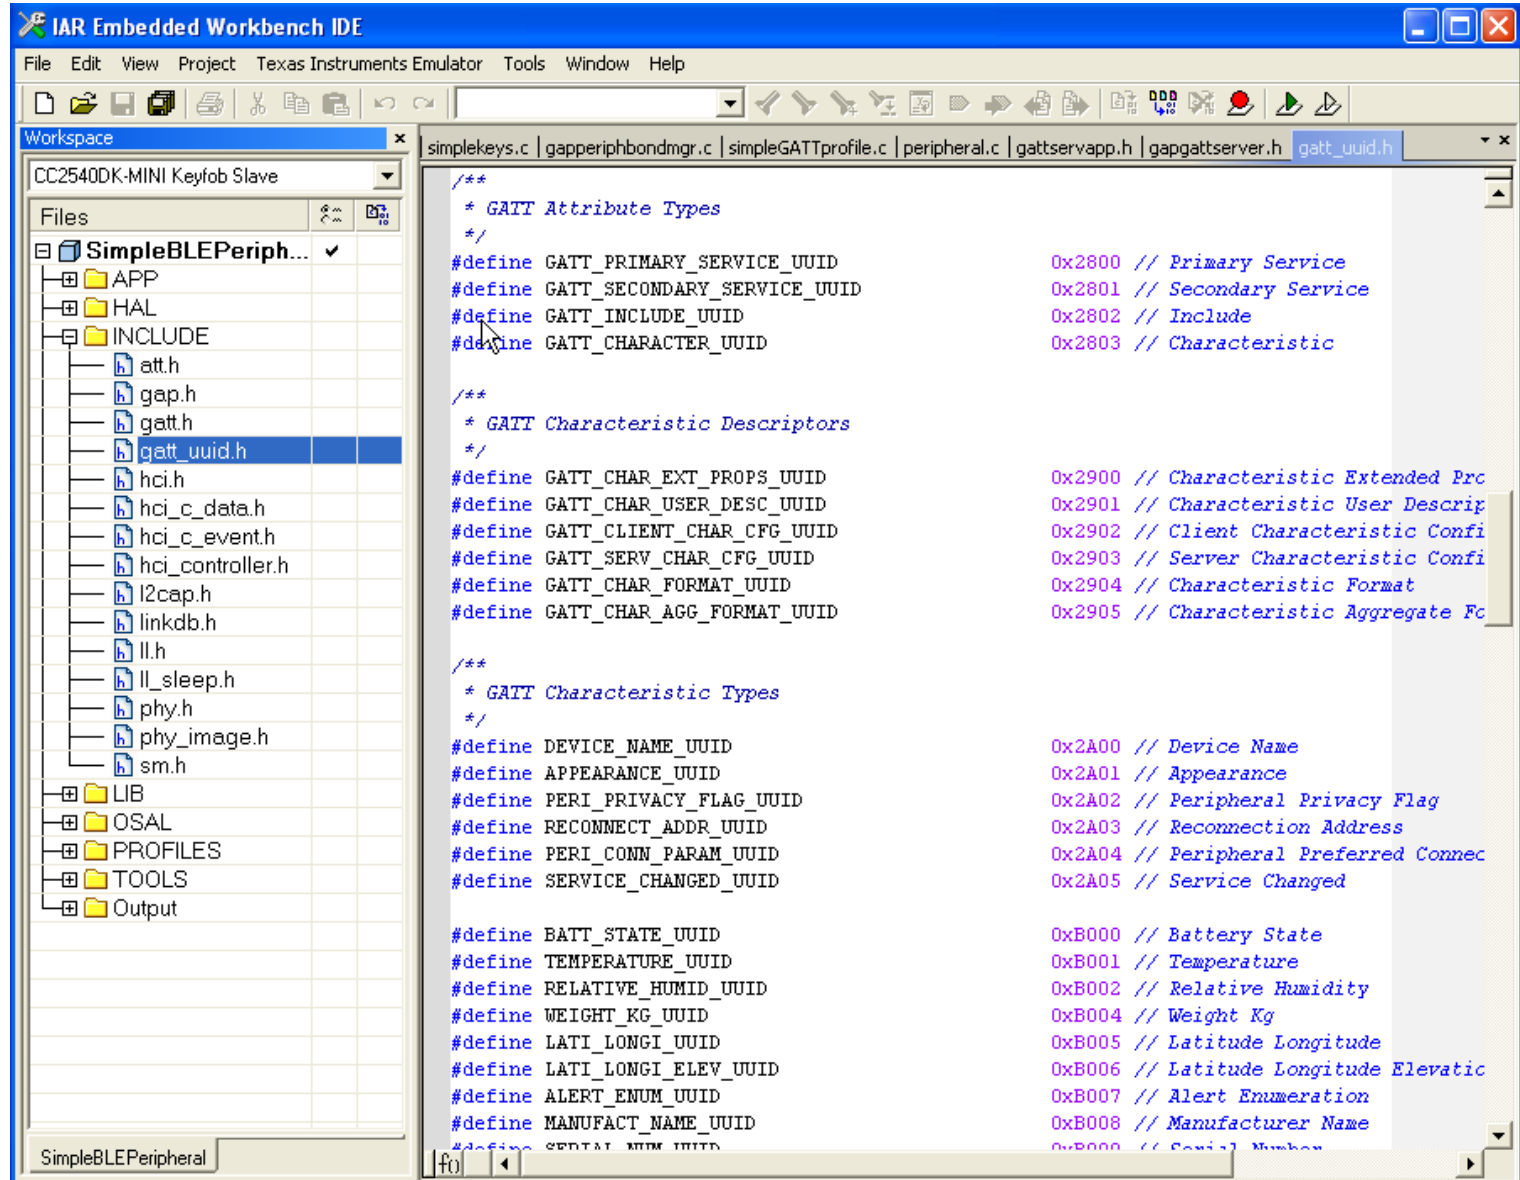 IAR Embedded Workbench IDE
File Edit View Project Texas Instruments Emulator Tools Window Help
Workspace
CC2540DK-MINI Keyfob Slave
Files
SimpleBLEPeriph...
APP
HAL
INCLUDE
att.h
gap.h
gatt.h
gatt_uuid.h
hci.h
hci_c_data.h
hci_c_event.h
hci_controller.h
l2cap.h
linkdb.h
ll.h
ll_sleep.h
phy.h
phy_image.h
sm.h
LIB
OSAL
PROFILES
TOOLS
Output
SimpleBLEPeripheral
simplekeys.c | gapperiphbondmgr.c | simpleGATTprofile.c | peripheral.c | gattservapp.h | gapgattserver.h gatt_uuid.h
/**
* GATT Attribute Types
*/
#define GATT_PRIMARY_SERVICE_UUID 0x2800 // Primary Service
#define GATT_SECONDARY_SERVICE_UUID 0x2801 // Secondary Service
#define GATT_INCLUDE_UUID 0x2802 // Include
#define GATT_CHARACTER_UUID 0x2803 // Characteristic
/**
* GATT Characteristic Descriptors
*/
#define GATT_CHAR_EXT_PROPS_UUID 0x2900 // Characteristic Extended Pro
#define GATT_CHAR_USER_DESC_UUID 0x2901 // Characteristic User Descrip
#define GATT_CLIENT_CHAR_CFG_UUID 0x2902 // Client Characteristic Confi
#define GATT_SERV_CHAR_CFG_UUID 0x2903 // Server Characteristic Confi
#define GATT_CHAR_FORMAT_UUID 0x2904 // Characteristic Format
#define GATT_CHAR_AGG_FORMAT_UUID 0x2905 // Characteristic Aggregate Fo
/**
* GATT Characteristic Types
*/
#define DEVICE_NAME_UUID 0x2A00 // Device Name
#define APPEARANCE_UUID 0x2A01 // Appearance
#define PERI_PRIVACY_FLAG_UUID 0x2A02 // Peripheral Privacy Flag
#define RECONNECT_ADDR_UUID 0x2A03 // Reconnection Address
#define PERI_CONN_PARAM_UUID 0x2A04 // Peripheral Preferred Connec
#define SERVICE_CHANGED_UUID 0x2A05 // Service Changed
#define BATT_STATE_UUID 0xB000 // Battery State
#define TEMPERATURE_UUID 0xB001 // Temperature
#define RELATIVE_HUMID_UUID 0xB002 // Relative Humidity
#define WEIGHT_KG_UUID 0xB004 // Weight Kg
#define LATI_LONGI_UUID 0xB005 // Latitude Longitude
#define LATI_LONGI_ELEV_UUID 0xB006 // Latitude Longitude Elevatio
#define ALERT_ENUM_UUID 0xB007 // Alert Enumeration
#define MANUFACT_NAME_UUID 0xB008 // Manufacturer Name
#define SERIAL_NUM_UUID 0xB009 // Serial Number
f()